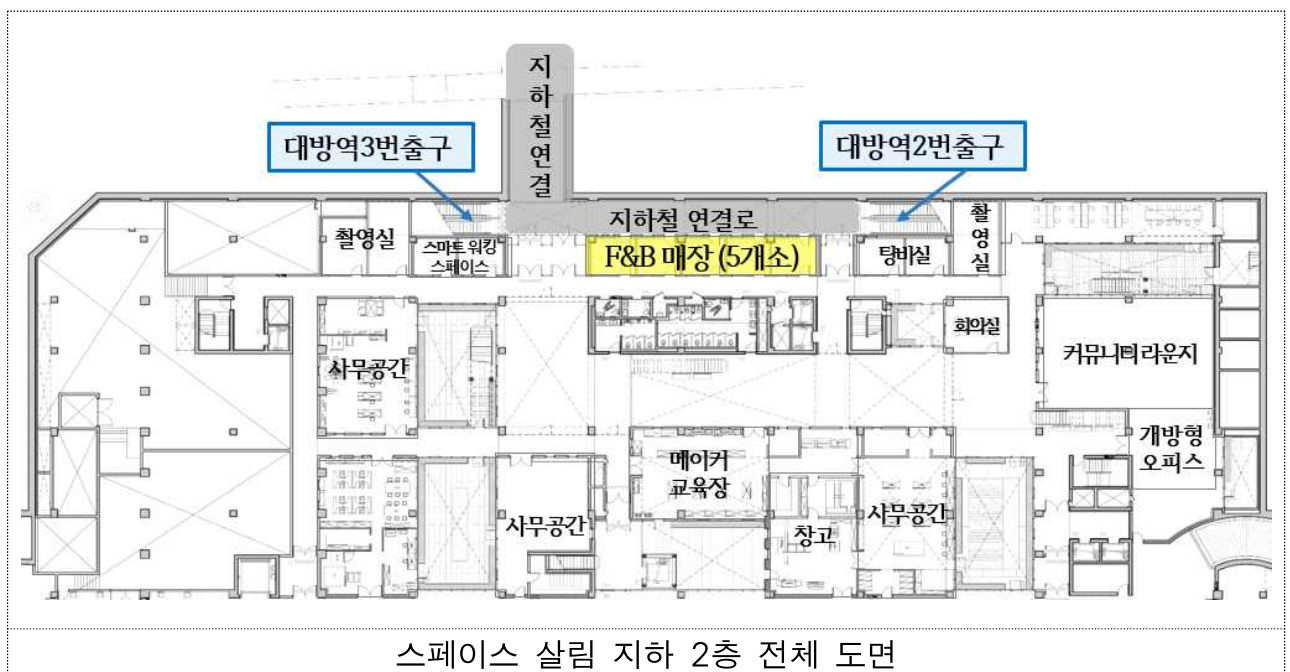 지
하
철
연
결
대방역3번출구
대방역2번출구
촬영실
스마트 워킹
스페이스
지하철 연결로
F&B 매장 (5개소)
탕비실
촬
영
실
사무공간
회의실
커뮤니티 라운지
개방형
오피스
메이커
교육장
사무공간
창고
사무공간
스페이스 살림 지하 2층 전체 도면